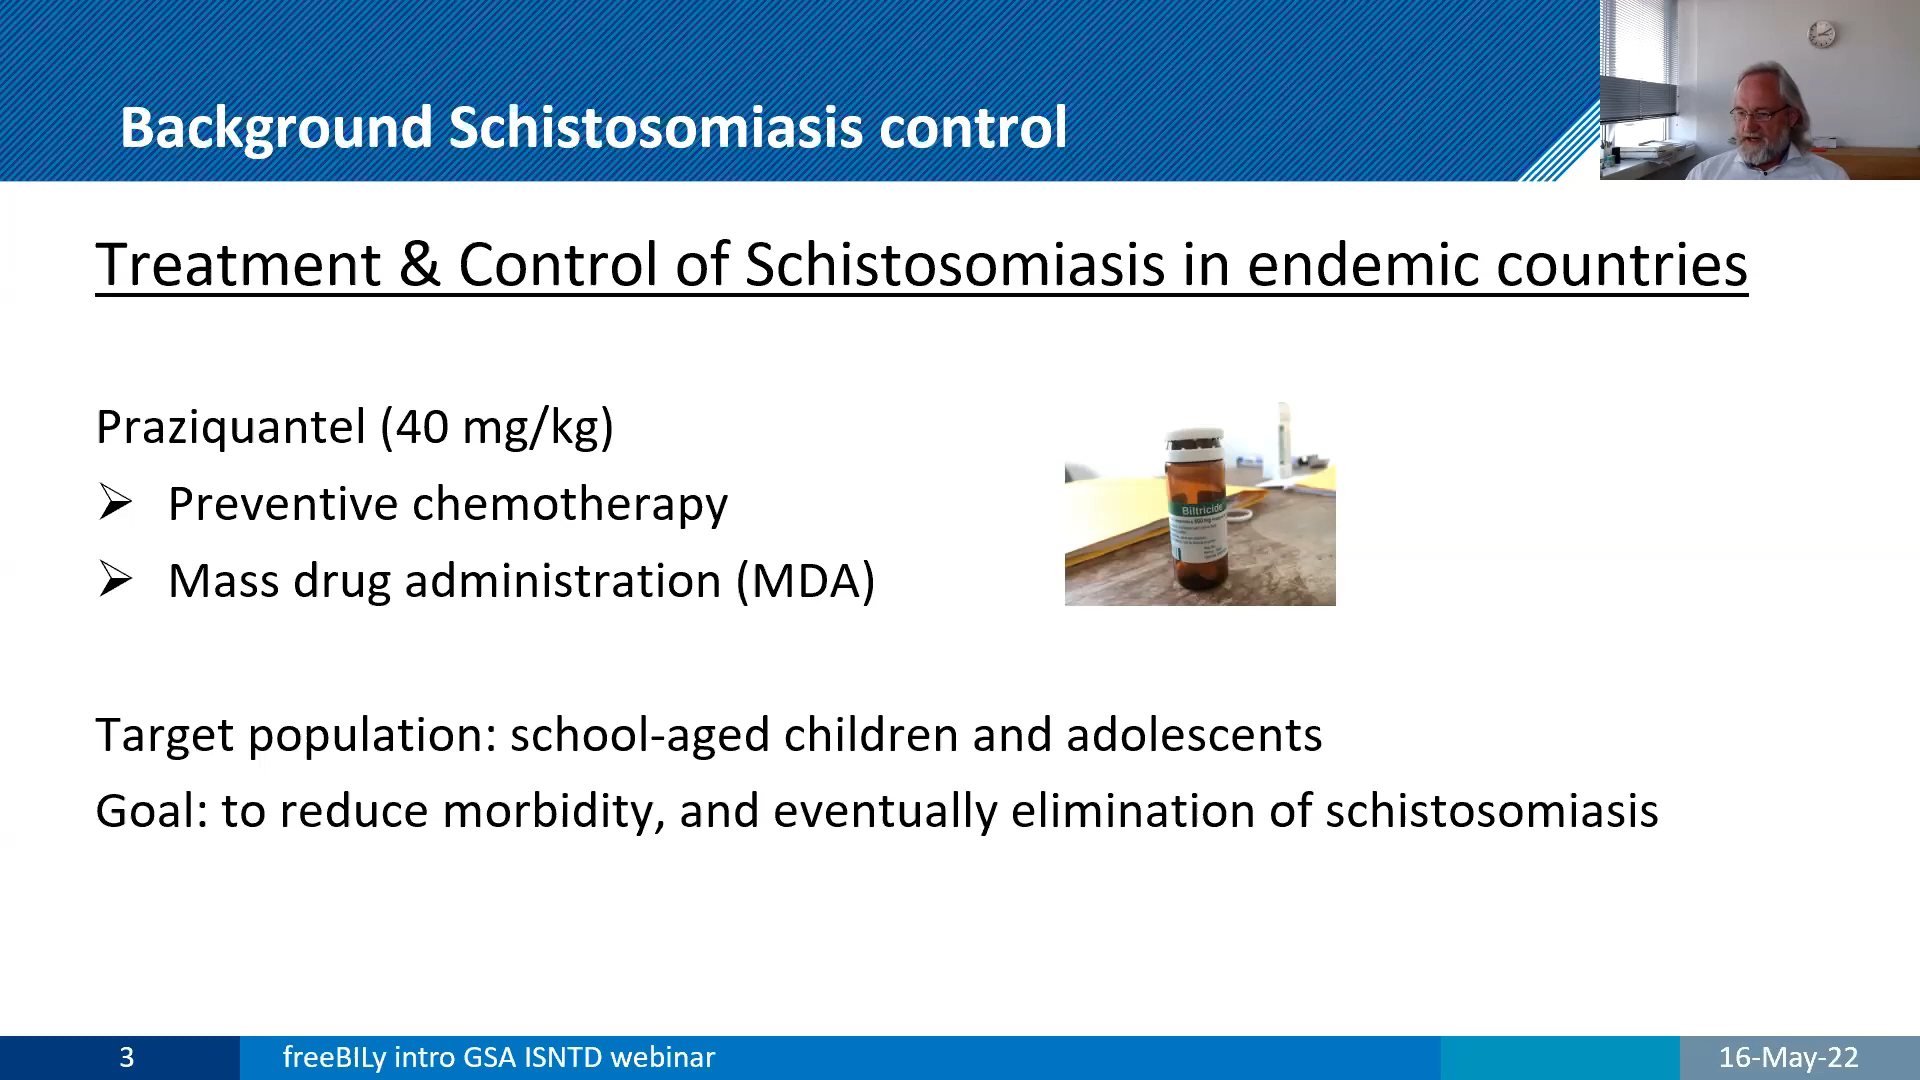 Background Schistosomiasis control
Treatment & Control of Schistosomiasis in endemic countries
Praziquantel (40 mg/kg)
➢ Preventive chemotherapy
➢ Mass drug administration (MDA)
Biltricide
Target population: school-aged children and adolescents
Goal: to reduce morbidity, and eventually elimination of schistosomiasis
3
freeBILy intro GSA ISNTD webinar
16-May-22